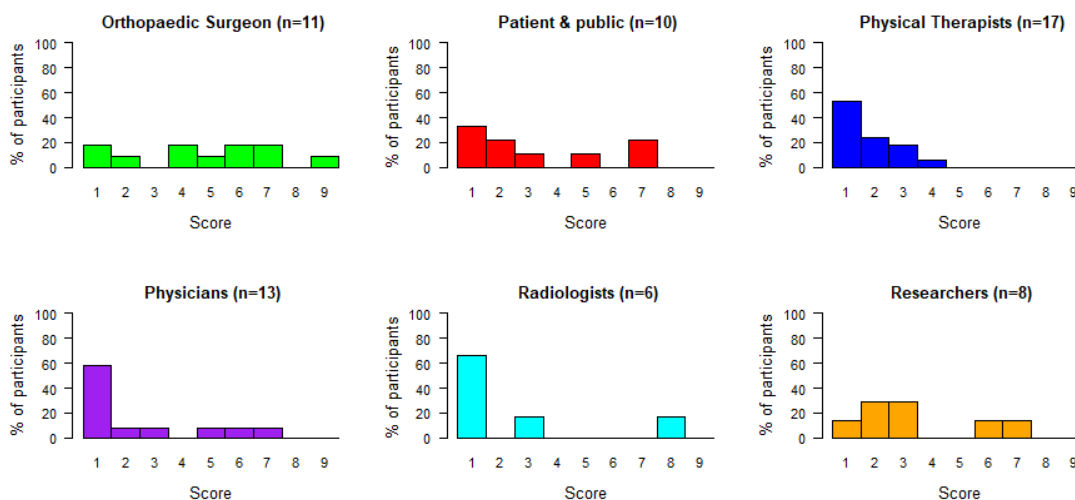 Orthopaedic Surgeon (n=11)
% of participants
100
80
60
40
20
0
1 2 3 4 5 6 7 8 9
Score
Patient & public (n=10)
% of participants
100
80
60
40
20
0
1 2 3 4 5 6 7 8 9
Score
Physical Therapists (n=17)
% of participants
100
80
60
40
20
0
1 2 3 4 5 6 7 8 9
Score
Physicians (n=13)
% of participants
100
80
60
40
20
0
1 2 3 4 5 6 7 8 9
Score
Radiologists (n=6)
% of participants
100
80
60
40
20
0
1 2 3 4 5 6 7 8 9
Score
Researchers (n=8)
% of participants
100
80
60
40
20
0
1 2 3 4 5 6 7 8 9
Score